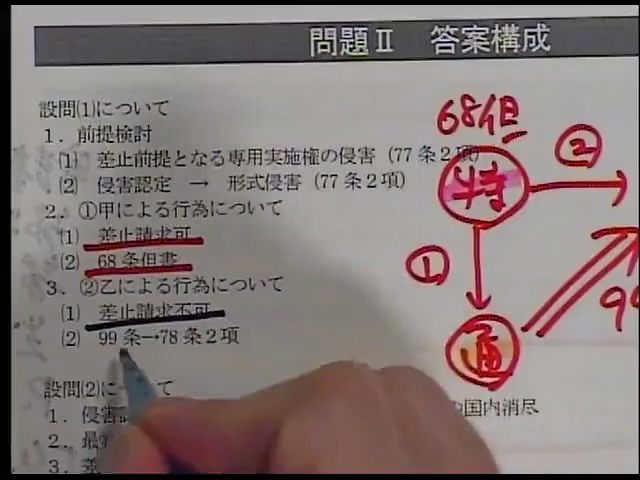 問題Ⅱ 答案構成
設問(1)について
1. 前提検討
(1) 差止前提となる専用実施権の侵害 (77条2項)
(2) 侵害認定 → 形式侵害 (77条2項)
2. ①甲による行為について
(1) 差止請求可
(2) 68条但書
3. ②乙による行為について
(1) 差止請求不可
(2) 99条→78条2項
設問(2)について
1. 侵害
2.
3.
国内消尽
68但
特
②
①
通
9